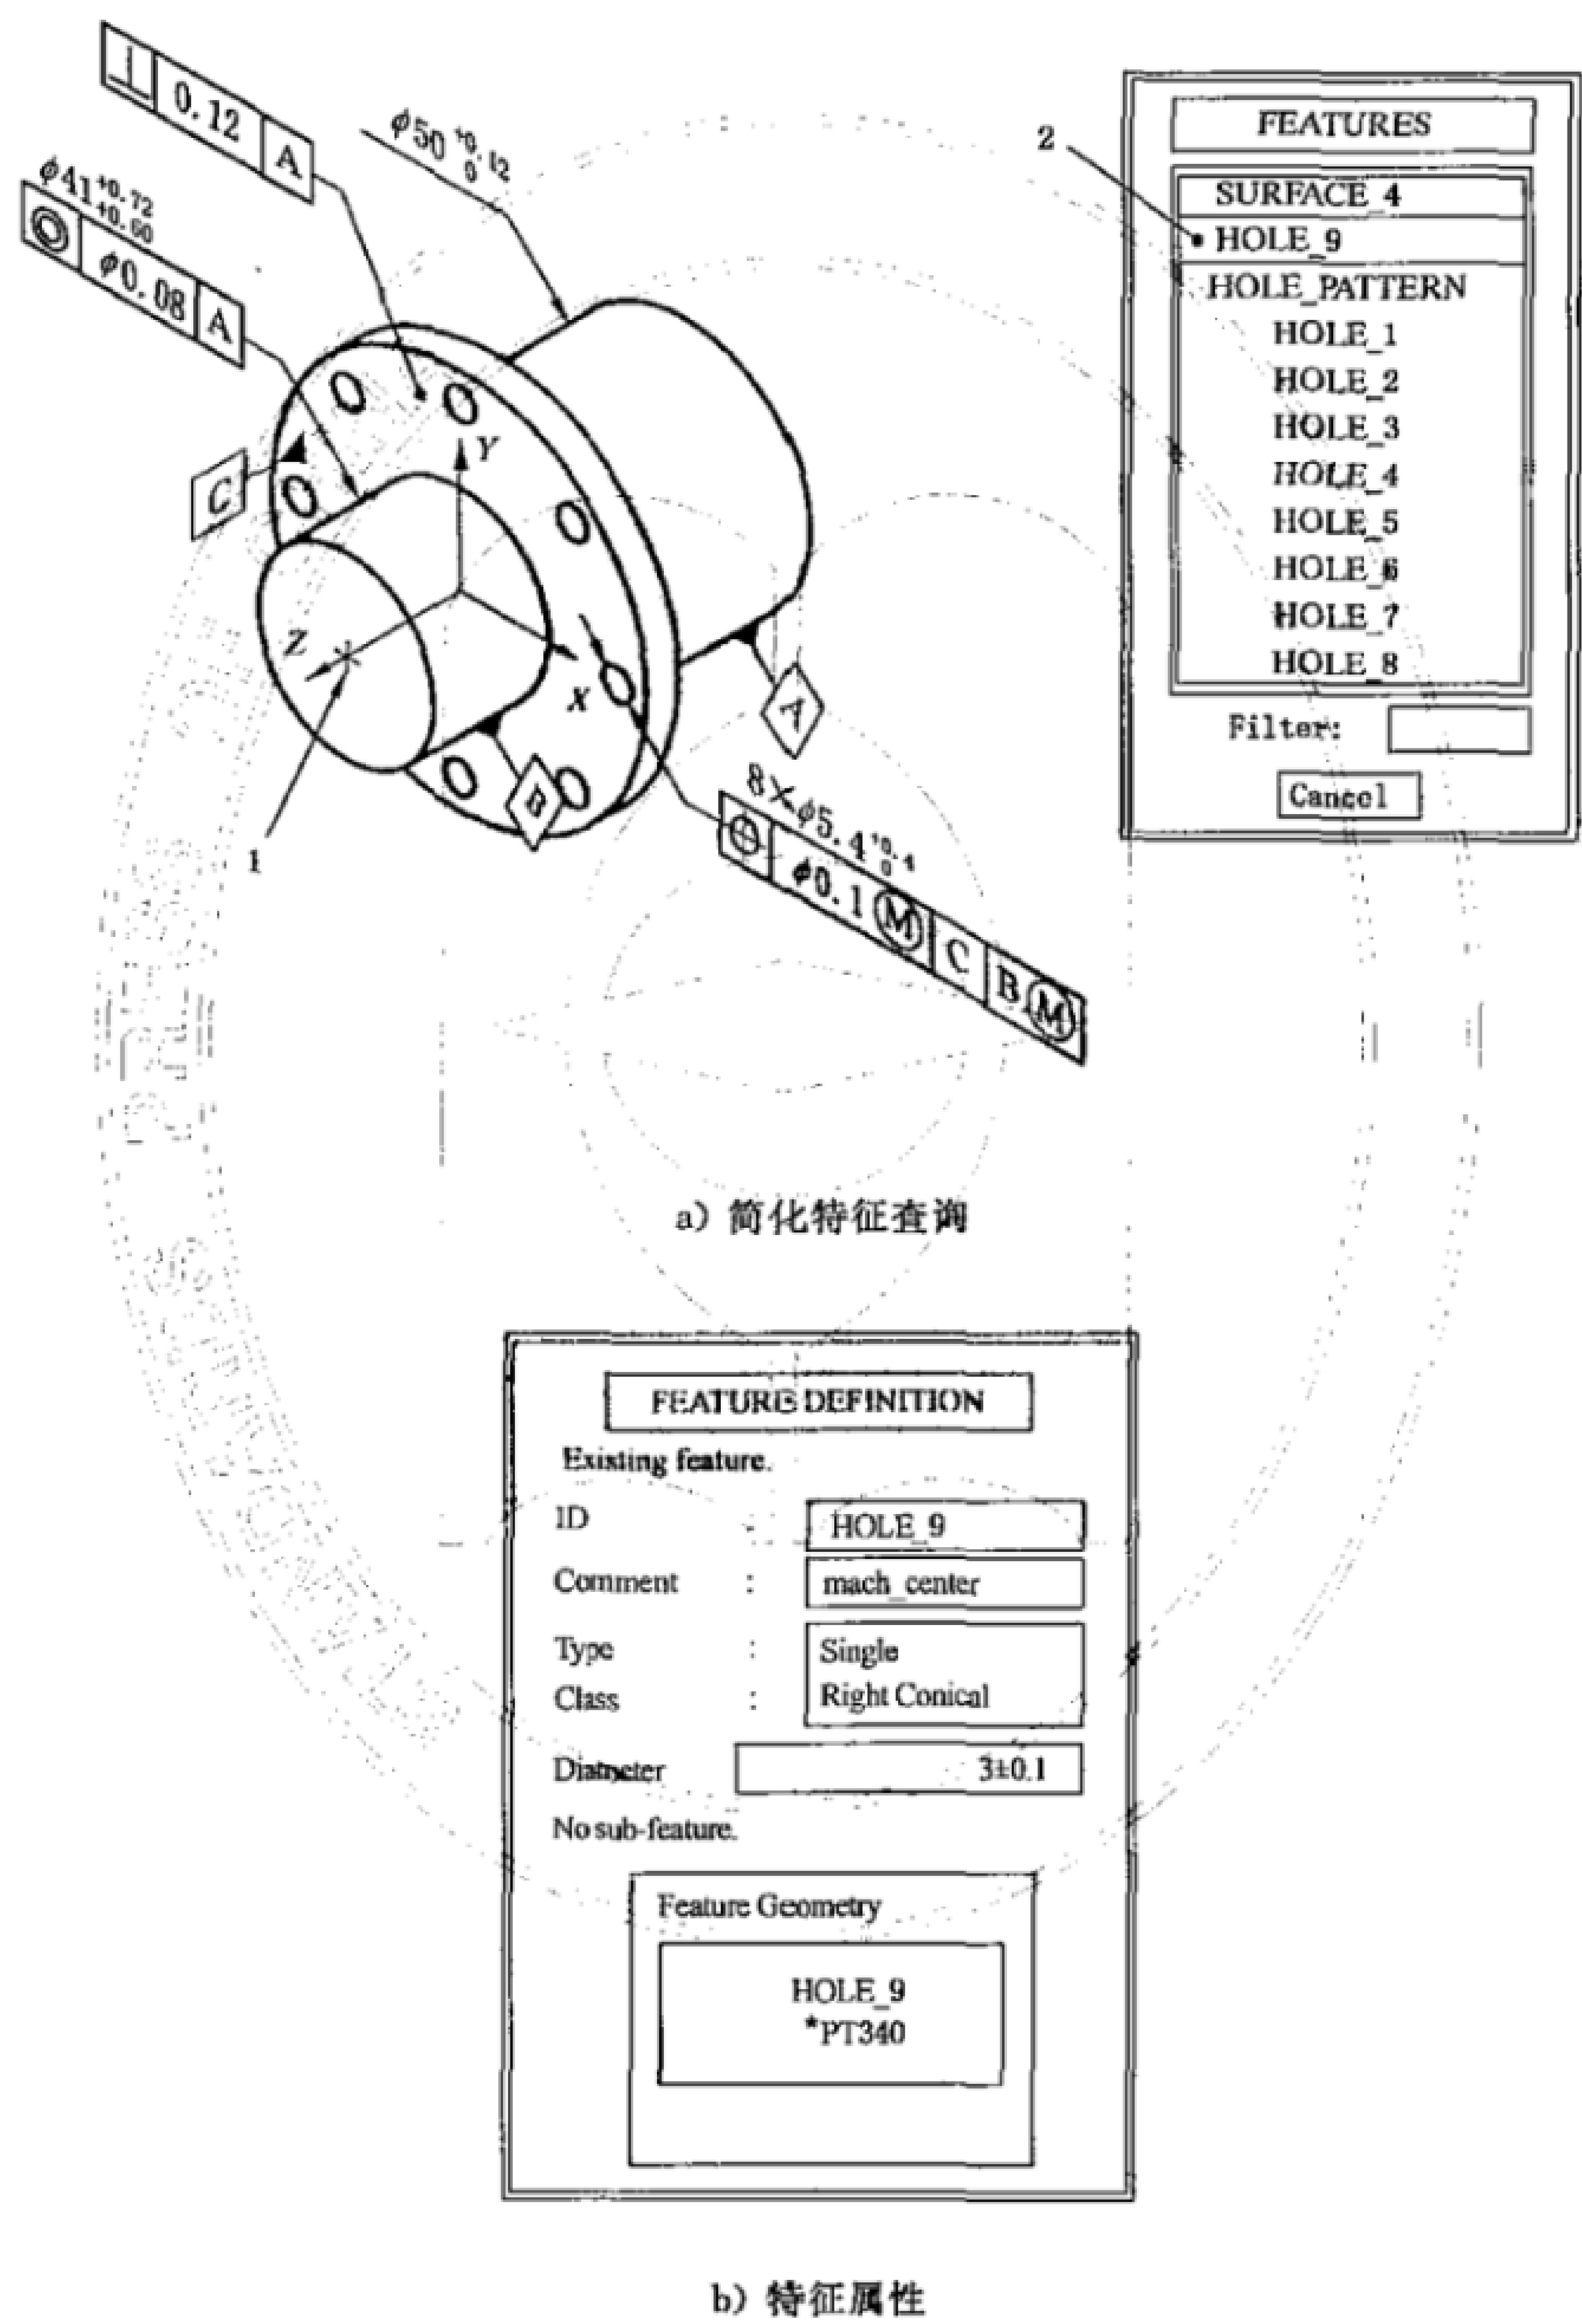 ⊥ 0.12 A
φ50 +0.12 0
φ41 +0.72 +0.60
◎ φ0.08 A
C
Y
Z
X
A
B
1
8×φ5.4 +0.4 0
⌖ φ0.1 Ⓜ C B Ⓜ
2
FEATURES
SURFACE_4
HOLE_9
HOLE_PATTERN
HOLE_1
HOLE_2
HOLE_3
HOLE_4
HOLE_5
HOLE_6
HOLE_7
HOLE_8
Filter:
Cancel
a) 简化特征查询
FEATURE DEFINITION
Existing feature.
ID : HOLE_9
Comment : mach_center
Type : Single
Class : Right Conical
Diameter 3±0.1
No sub-feature.
Feature Geometry
HOLE_9
*PT340
b) 特征属性